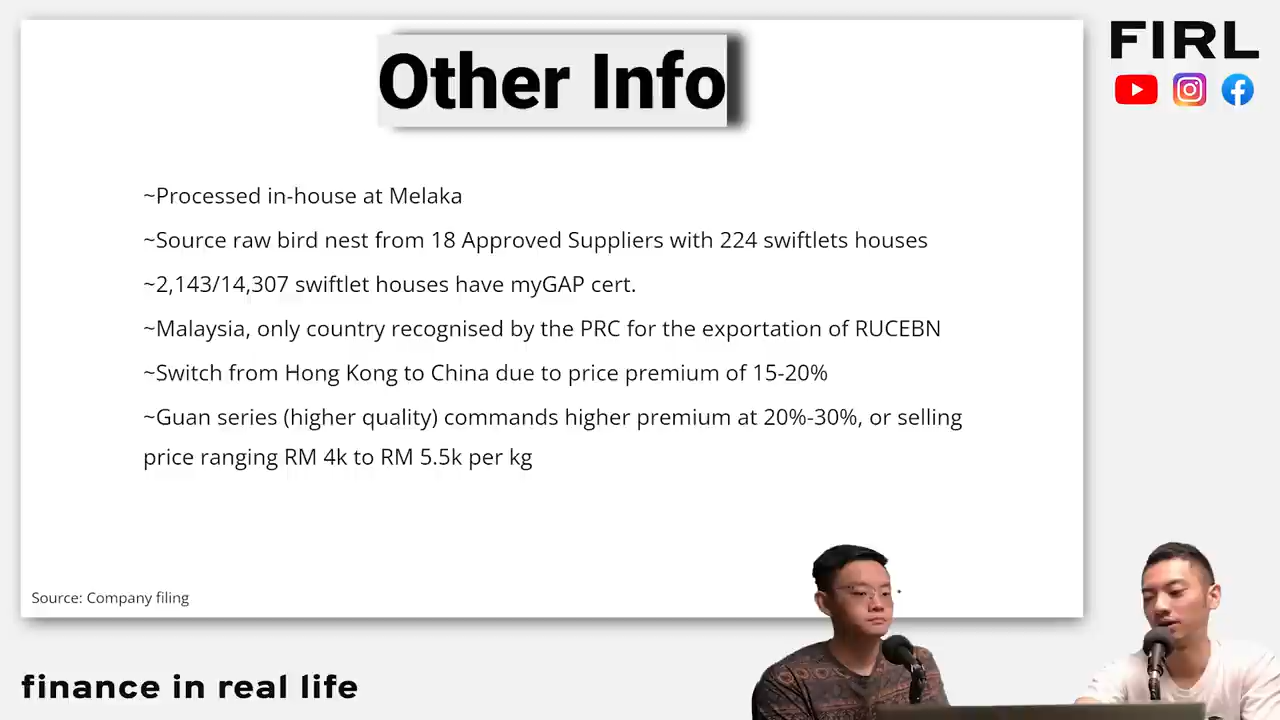 Other Info
FIRL
~Processed in-house at Melaka
~Source raw bird nest from 18 Approved Suppliers with 224 swiftlets houses
~2,143/14,307 swiftlet houses have myGAP cert.
~Malaysia, only country recognised by the PRC for the exportation of RUCEBN
~Switch from Hong Kong to China due to price premium of 15-20%
~Guan series (higher quality) commands higher premium at 20%-30%, or selling
price ranging RM 4k to RM 5.5k per kg
Source: Company filing
finance in real life